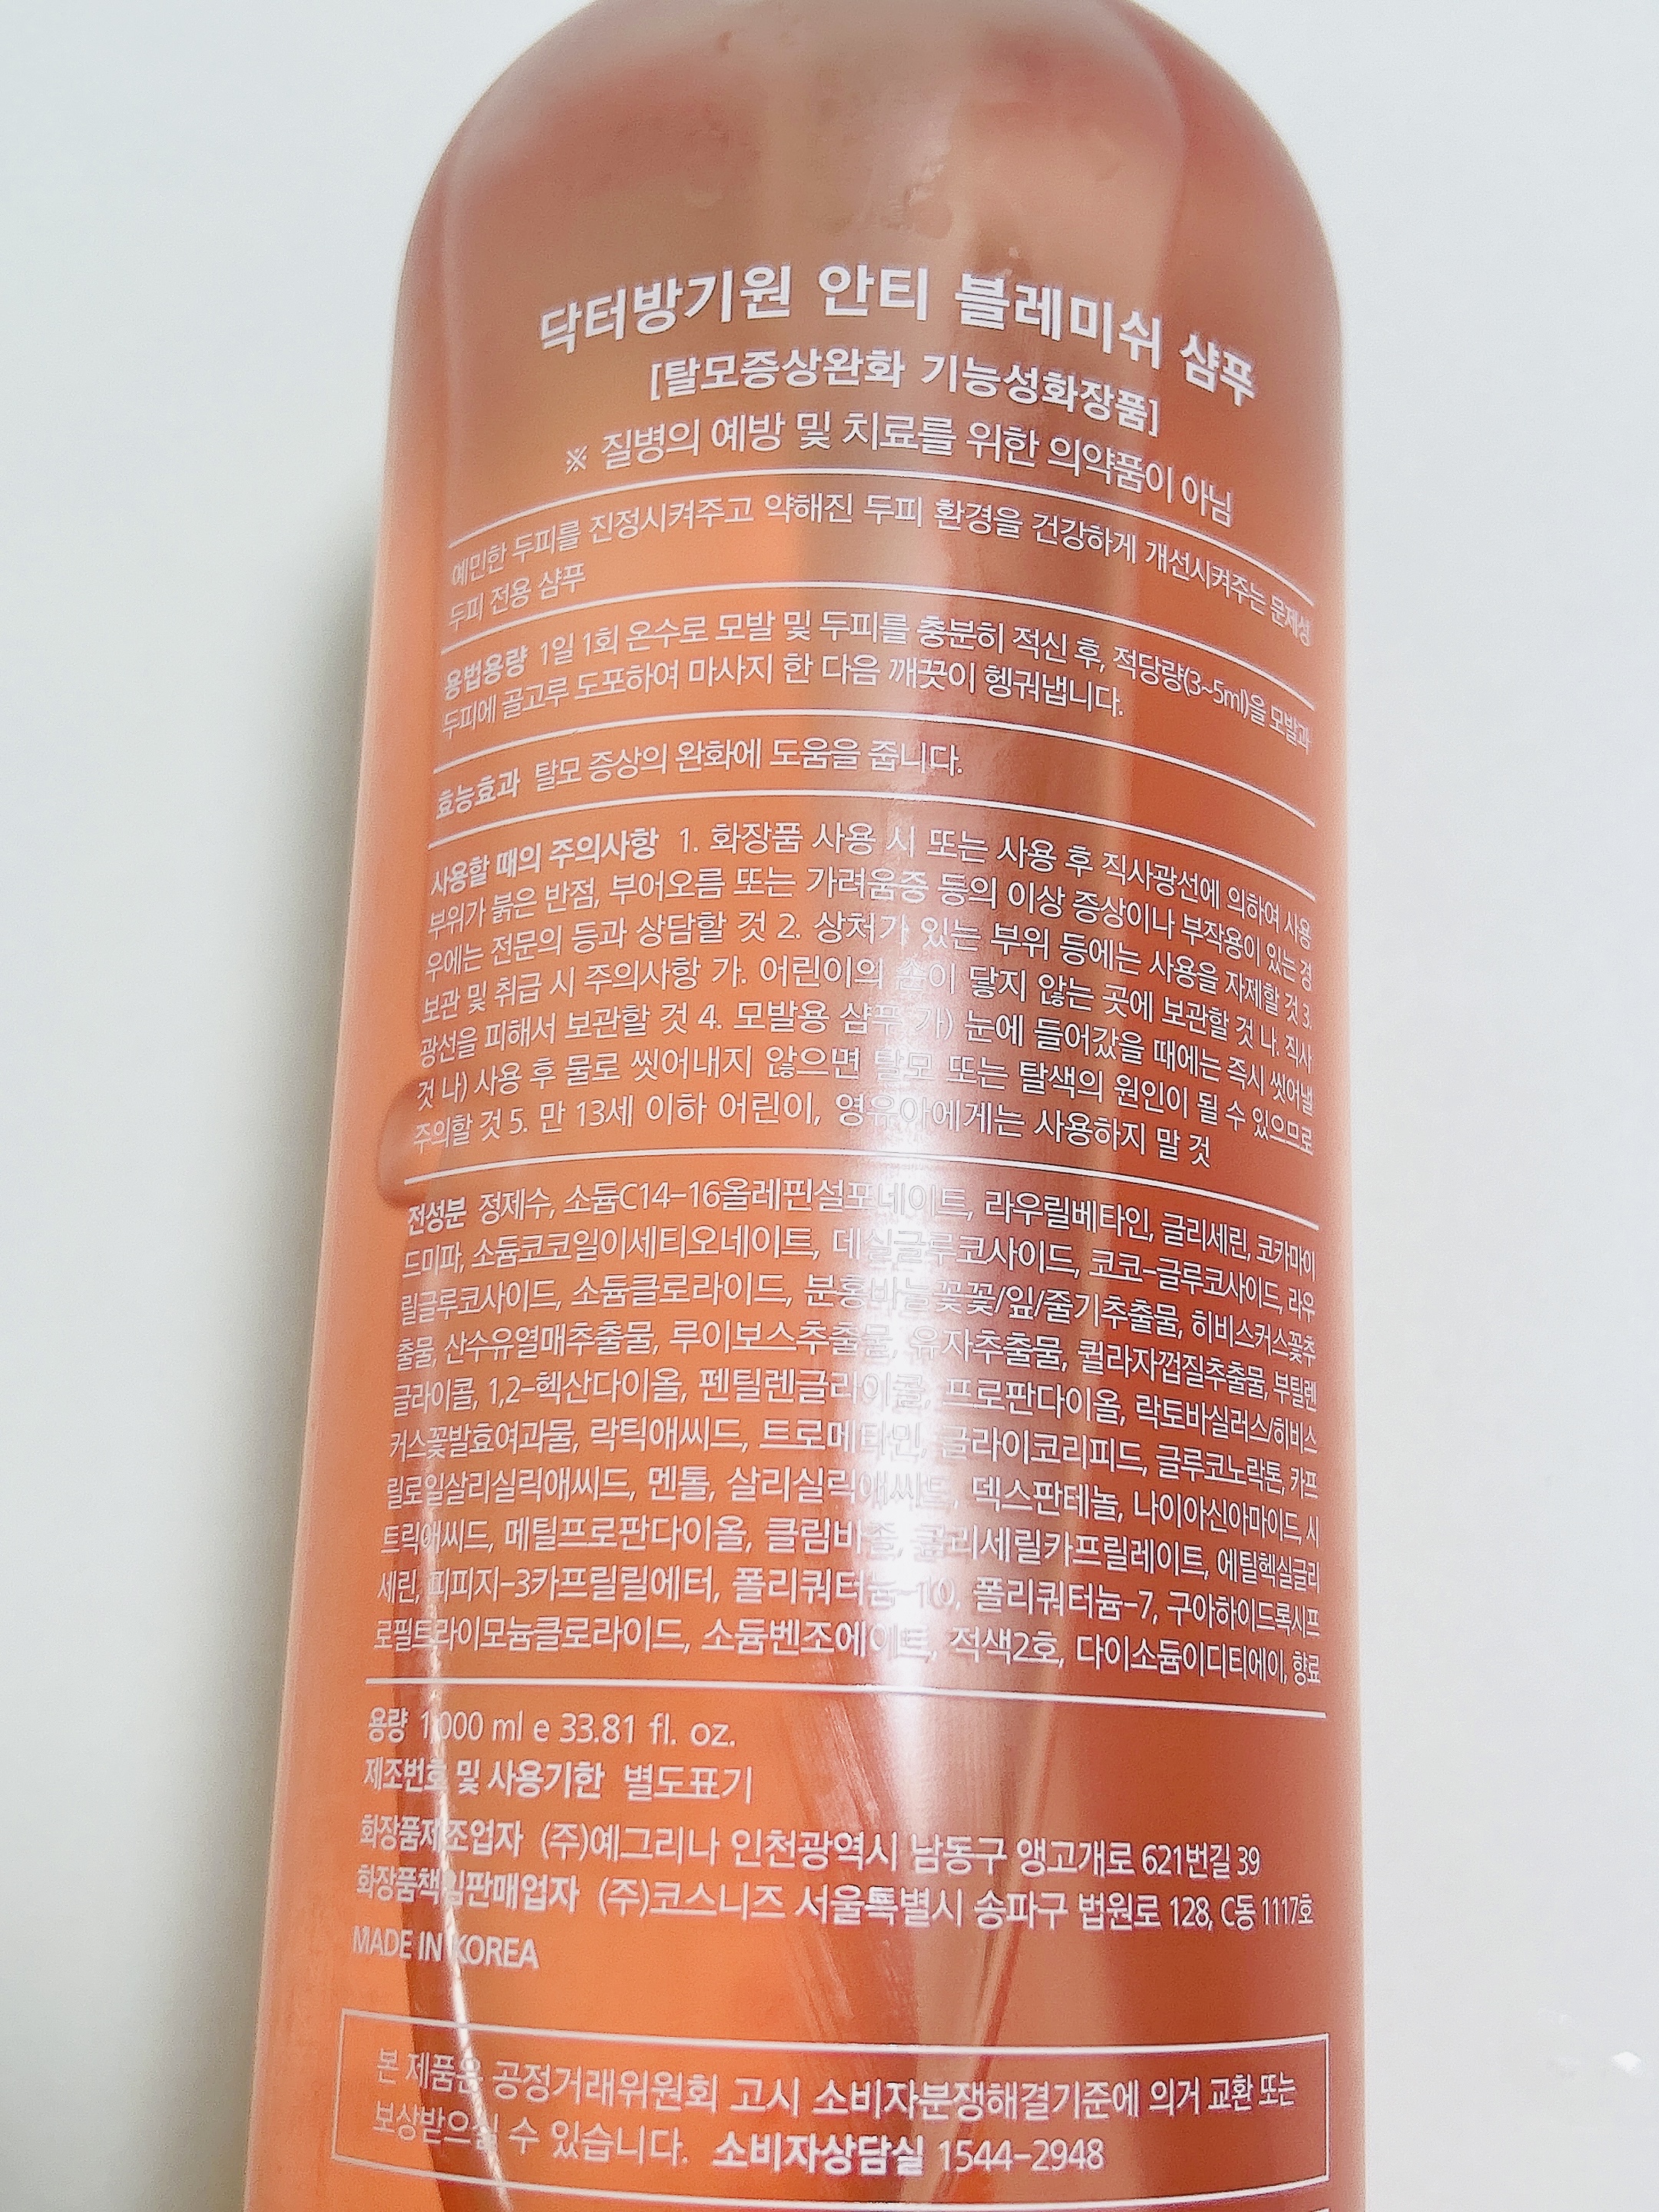 닥터방기원 안티 블레미쉬 샴푸
[탈모증상완화 기능성화장품]
※ 질병의 예방 및 치료를 위한 의약품이 아님
예민한 두피를 진정시켜주고 약해진 두피 환경을 건강하게 개선시켜주는 문제성
두피 전용 샴푸
용법용량 1일 1회 온수로 모발 및 두피를 충분히 적신 후, 적당량(3~5ml)을 모발과
두피에 골고루 도포하여 마사지 한 다음 깨끗이 헹궈냅니다.
효능효과 탈모 증상의 완화에 도움을 줍니다.
사용할 때의 주의사항 1. 화장품 사용 시 또는 사용 후 직사광선에 의하여 사용
부위가 붉은 반점, 부어오름 또는 가려움증 등의 이상 증상이나 부작용이 있는 경
우에는 전문의 등과 상담할 것 2. 상처가 있는 부위 등에는 사용을 자제할 것 3.
보관 및 취급 시 주의사항 가. 어린이의 손이 닿지 않는 곳에 보관할 것 나. 직사
광선을 피해서 보관할 것 4. 모발용 샴푸 가) 눈에 들어갔을 때에는 즉시 씻어낼
것 나) 사용 후 물로 씻어내지 않으면 탈모 또는 탈색의 원인이 될 수 있으므로
주의할 것 5. 만 13세 이하 어린이, 영유아에게는 사용하지 말 것
전성분 정제수, 소듐C14-16올레핀설포네이트, 라우릴베타인, 글리세린, 코카마이
드미파, 소듐코코일이세티오네이트, 데실글루코사이드, 코코-글루코사이드, 라우
릴글루코사이드, 소듐클로라이드, 분홍바늘꽃꽃/잎/줄기추출물, 히비스커스꽃추
출물, 산수유열매추출물, 루이보스추출물, 유자추출물, 퀼라자껍질추출물, 부틸렌
글라이콜, 1,2-헥산다이올, 펜틸렌글라이콜, 프로판다이올, 락토바실러스/히비스
커스꽃발효여과물, 락틱애씨드, 트로메타민, 글라이코리피드, 글루코노락톤, 카프
릴로일살리실릭애씨드, 멘톨, 살리실릭애씨드, 덱스판테놀, 나이아신아마이드, 시
트릭애씨드, 메틸프로판다이올, 클림바졸, 글리세릴카프릴레이트, 에틸헥실글리
세린, 피피지-3카프릴릴에터, 폴리쿼터늄-10, 폴리쿼터늄-7, 구아하이드록시프
로필트라이모늄클로라이드, 소듐벤조에이트, 적색2호, 다이소듐이디티에이, 향료
용량 1,000 ml e 33.81 fl. oz.
제조번호 및 사용기한 별도표기
화장품제조업자 (주)예그리나 인천광역시 남동구 앵고개로 621번길 39
화장품책임판매업자 (주)코스니즈 서울특별시 송파구 법원로 128, C동 1117호
MADE IN KOREA
본 제품은 공정거래위원회 고시 소비자분쟁해결기준에 의거 교환 또는
보상받으실 수 있습니다. 소비자상담실 1544-2948